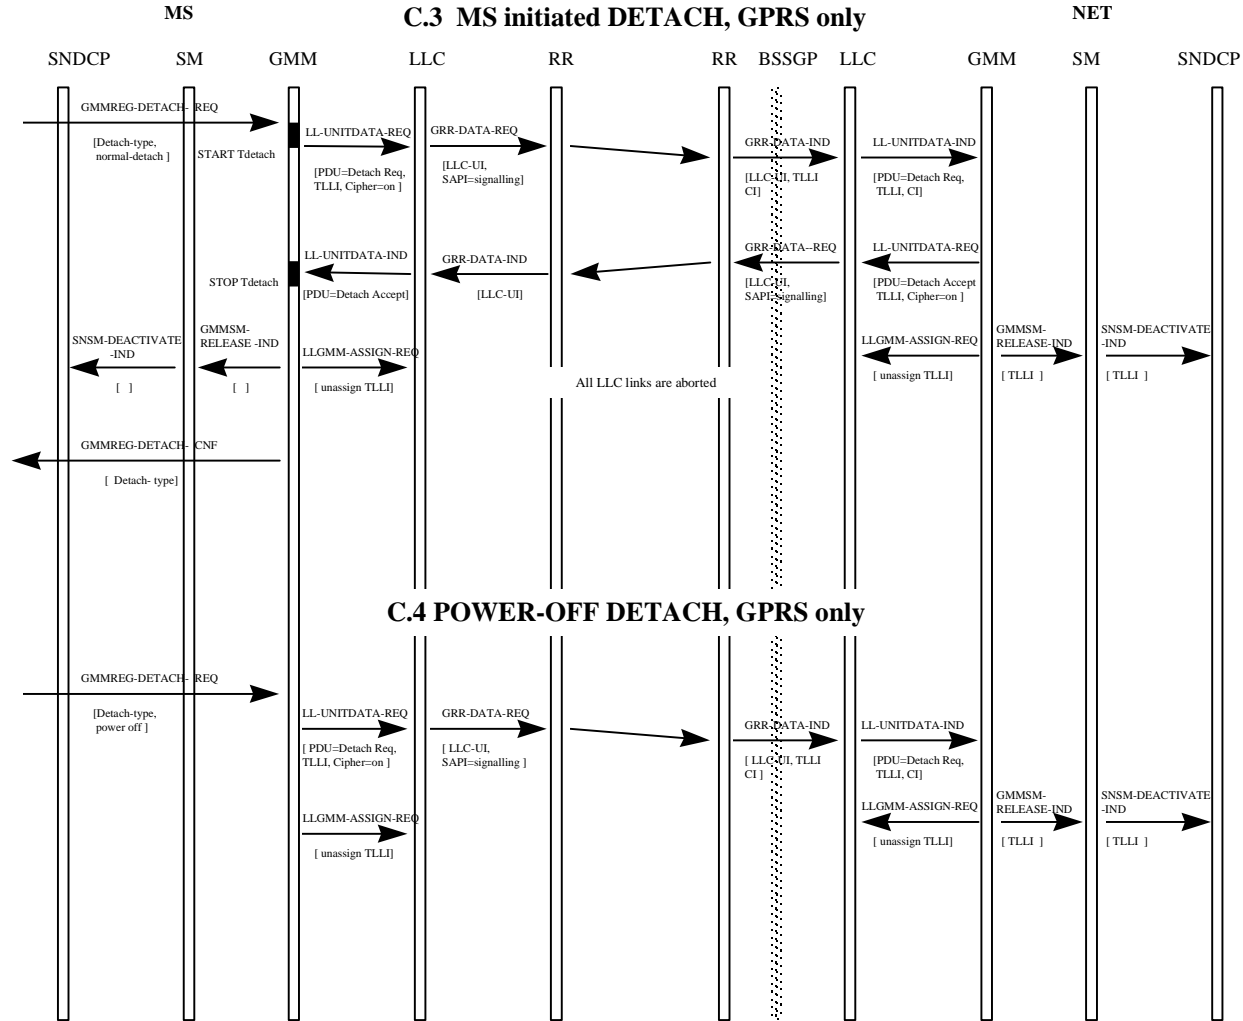 MS C.3 MS initiated DETACH, GPRS only NET
SNDCP SM GMM LLC RR RR BSSGP LLC GMM SM SNDCP
GMMREG-DETACH- REQ
[Detach-type,
normal-detach ]
START Tdetach
LL-UNITDATA-REQ
[PDU=Detach Req,
TLLI, Cipher=on ]
GRR-DATA-REQ
[LLC-UI,
SAPI=signalling]
GRR-DATA-IND
[LLC-UI, TLLI
CI]
LL-UNITDATA-IND
[PDU=Detach Req,
TLLI, CI]
GRR-DATA--REQ
[LLC-UI,
SAPI=signalling]
LL-UNITDATA-REQ
[PDU=Detach Accept
TLLI, Cipher=on ]
STOP Tdetach
LL-UNITDATA-IND
[PDU=Detach Accept]
GRR-DATA-IND
[LLC-UI]
SNSM-DEACTIVATE
-IND
[ ]
GMMSM-
RELEASE -IND
[ ]
LLGMM-ASSIGN-REQ
[ unassign TLLI]
All LLC links are aborted
LLGMM-ASSIGN-REQ
[ unassign TLLI]
GMMSM-
RELEASE-IND
[ TLLI ]
SNSM-DEACTIVATE
-IND
[ TLLI ]
GMMREG-DETACH- CNF
[ Detach- type]
C.4 POWER-OFF DETACH, GPRS only
GMMREG-DETACH- REQ
[Detach-type,
power off ]
LL-UNITDATA-REQ
[ PDU=Detach Req,
TLLI, Cipher=on ]
GRR-DATA-REQ
[ LLC-UI,
SAPI=signalling ]
GRR-DATA-IND
[ LLC-UI, TLLI
CI ]
LL-UNITDATA-IND
[PDU=Detach Req,
TLLI, CI]
LLGMM-ASSIGN-REQ
[ unassign TLLI]
LLGMM-ASSIGN-REQ
[ unassign TLLI]
GMMSM-
RELEASE-IND
[ TLLI ]
SNSM-DEACTIVATE
-IND
[ TLLI ]